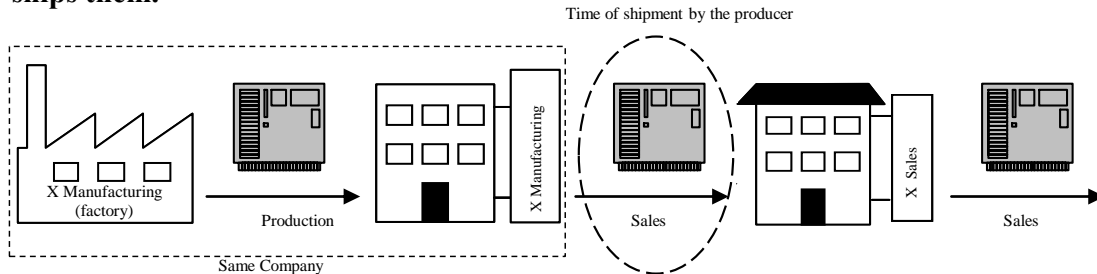 ships them.
Time of shipment by the producer
X Manufacturing
(factory)
Production
X Manufacturing
Sales
X Sales
Sales
Same Company